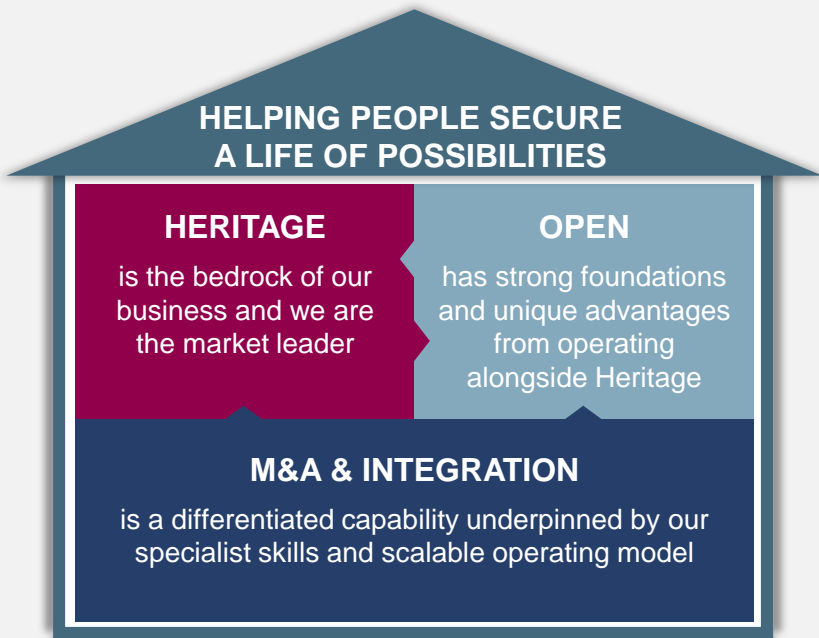 HELPING PEOPLE SECURE
A LIFE OF POSSIBILITIES
HERITAGE
is the bedrock of our
business and we are
the market leader
OPEN
has strong foundations
and unique advantages
from operating
alongside Heritage
M&A & INTEGRATION
is a differentiated capability underpinned by our
specialist skills and scalable operating model